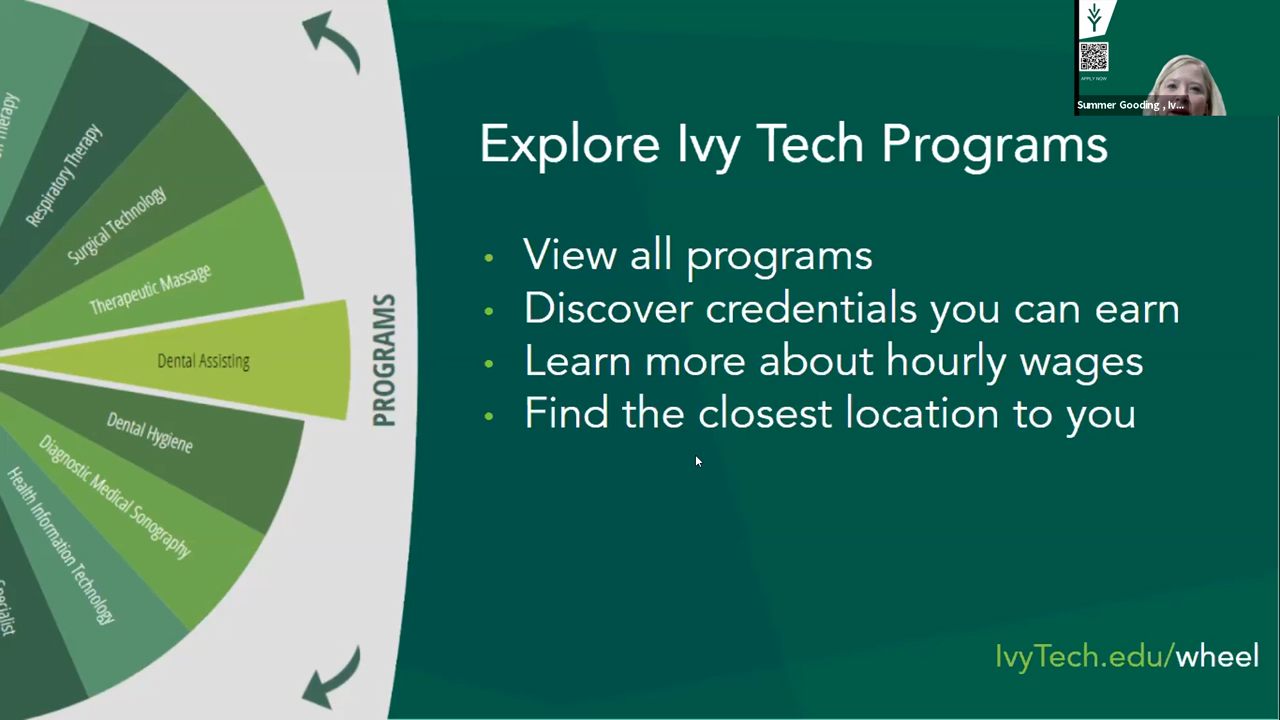 Respiratory Therapy
Surgical Technology
Therapeutic Massage
Dental Assisting
Dental Hygiene
Diagnostic Medical Sonography
Health Information Technology
Specialist
PROGRAMS
Explore Ivy Tech Programs
• View all programs
• Discover credentials you can earn
• Learn more about hourly wages
• Find the closest location to you
IvyTech.edu/wheel
APPLY NOW
Summer Gooding , Iv...